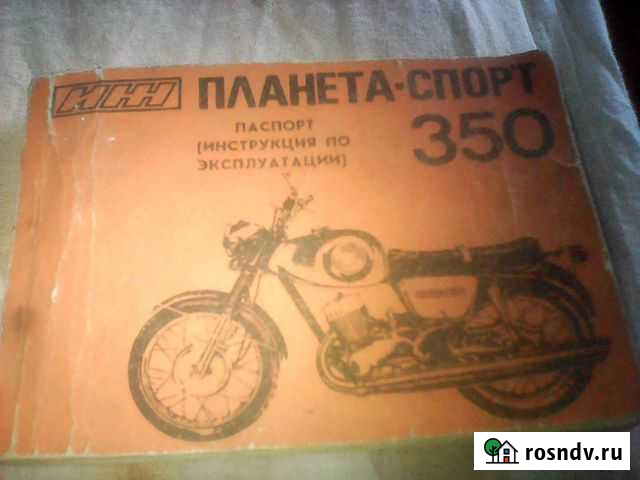 ИЖ
ПЛАНЕТА-СПОРТ
350
ПАСПОРТ
(ИНСТРУКЦИЯ ПО
ЭКСПЛУАТАЦИИ)
rosndv.ru